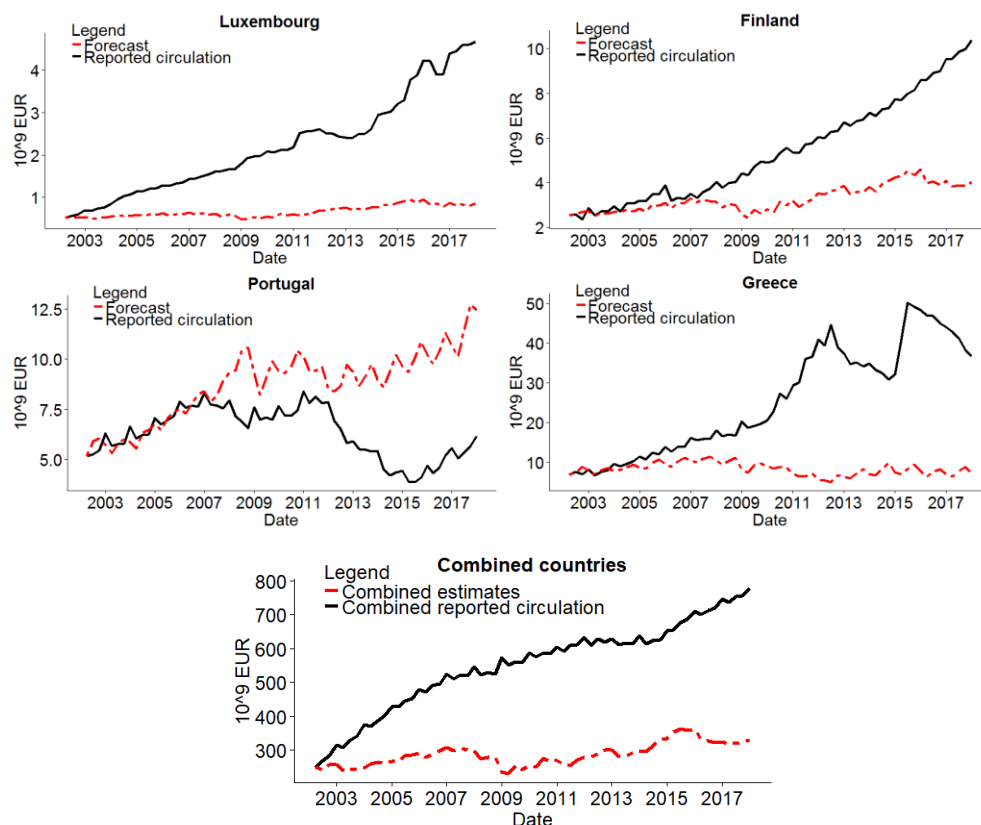 Luxembourg
Legend
Forecast
Reported circulation
10^9 EUR
4
3
2
1
2003 2005 2007 2009 2011 2013 2015 2017
Date
Finland
Legend
Forecast
Reported circulation
10^9 EUR
10
8
6
4
2
2003 2005 2007 2009 2011 2013 2015 2017
Date
Portugal
Legend
Forecast
Reported circulation
10^9 EUR
12.5
10.0
7.5
5.0
2003 2005 2007 2009 2011 2013 2015 2017
Date
Greece
Legend
Forecast
Reported circulation
10^9 EUR
50
40
30
20
10
2003 2005 2007 2009 2011 2013 2015 2017
Date
Combined countries
Legend
Combined estimates
Combined reported circulation
10^9 EUR
800
700
600
500
400
300
2003 2005 2007 2009 2011 2013 2015 2017
Date